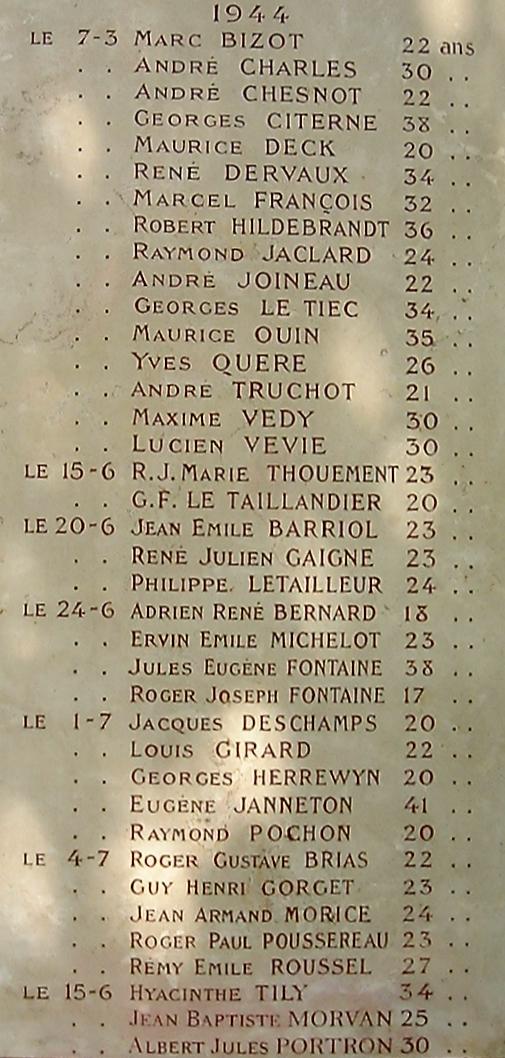 1944
LE 7-3 MARC BIZOT 22 ans
. . ANDRÉ CHARLES 30 . .
. . ANDRÉ CHESNOT 22 . .
. . GEORGES CITERNE 38 . .
. . MAURICE DECK 20 . .
. . RENÉ DERVAUX 34 . .
. . MARCEL FRANÇOIS 32 . .
. . ROBERT HILDEBRANDT 36 . .
. . RAYMOND JACLARD 24 . .
. . ANDRÉ JOINEAU 22 . .
. . GEORGES LE TIEC 34 . .
. . MAURICE OUIN 35 . .
. . YVES QUERE 26 . .
. . ANDRÉ TRUCHOT 21 . .
. . MAXIME VEDY 30 . .
. . LUCIEN VEVIE 30 . .
LE 15-6 R.J. MARIE THOUEMENT 23 . .
. . G.F. LE TAILLANDIER 20 . .
LE 20-6 JEAN EMILE BARRIOL 23 . .
. . RENÉ JULIEN GAIGNE 23 . .
. . PHILIPPE LETAILLEUR 24 . .
LE 24-6 ADRIEN RENÉ BERNARD 18 . .
. . ERVIN EMILE MICHELOT 23 . .
. . JULES EUGÈNE FONTAINE 38 . .
. . ROGER JOSEPH FONTAINE 17 . .
LE 1-7 JACQUES DESCHAMPS 20 . .
. . LOUIS GIRARD 22 . .
. . GEORGES HERREWYN 20 . .
. . EUGÈNE JANNETON 41 . .
. . RAYMOND POCHON 20 . .
LE 4-7 ROGER GUSTAVE BRIAS 22 . .
. . GUY HENRI GORGET 23 . .
. . JEAN ARMAND MORICE 24 . .
. . ROGER PAUL POUSSEREAU 23 . .
. . RÉMY EMILE ROUSSEL 27 . .
LE 15-6 HYACINTHE TILY 34 . .
. . JEAN BAPTISTE MORVAN 25 . .
. . ALBERT JULES PORTRON 30 . .